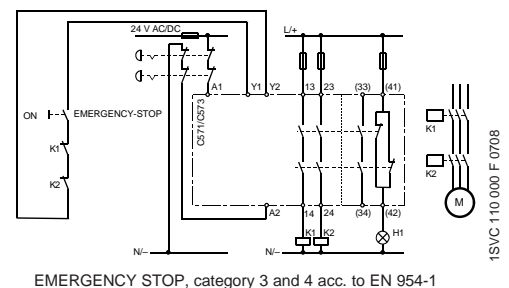 24 V AC/DC
L/+
A1
Y1
Y2
13
23
(33)
(41)
C571/C573
ON
EMERGENCY-STOP
K1
K2
K1
K2
M
A2
14
24
(34)
(42)
K1
K2
H1
N/–
N/–
1SVC 110 000 F 0708
EMERGENCY STOP, category 3 and 4 acc. to EN 954-1